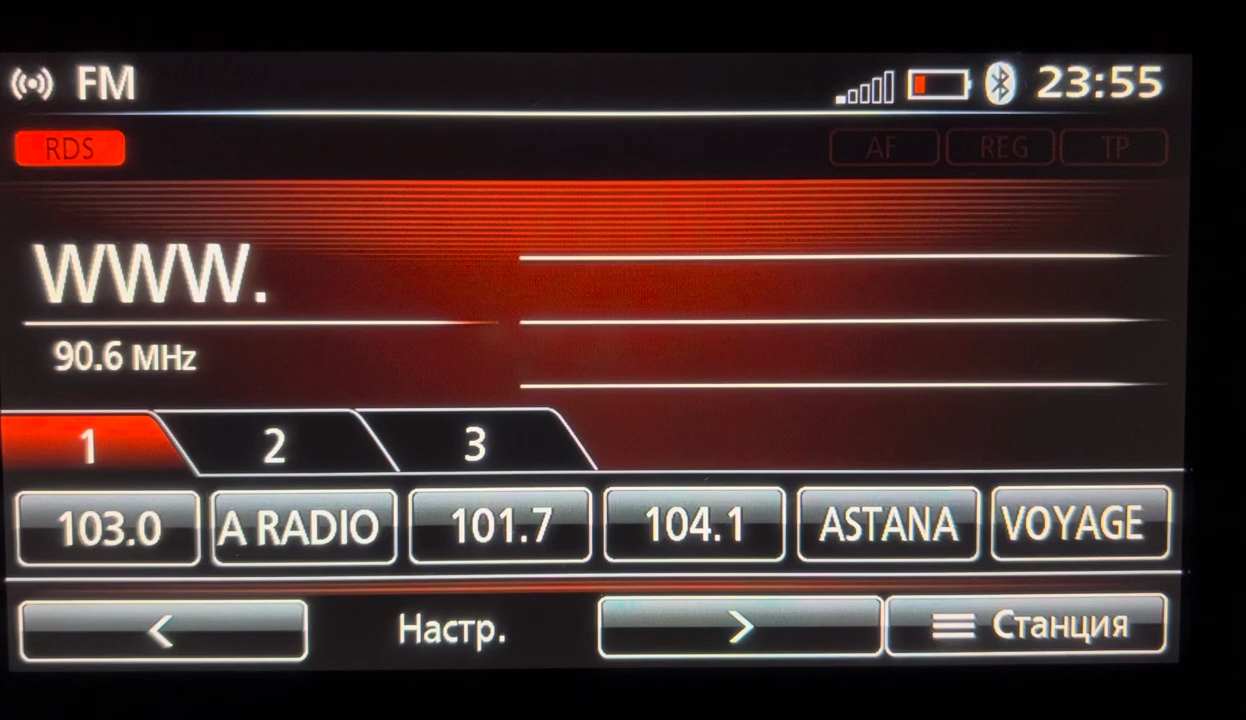 FM 23:55
RDS AF REG TP
WWW.
90.6 MHz
1 2 3
103.0 A RADIO 101.7 104.1 ASTANA VOYAGE
< Настр. > Станция